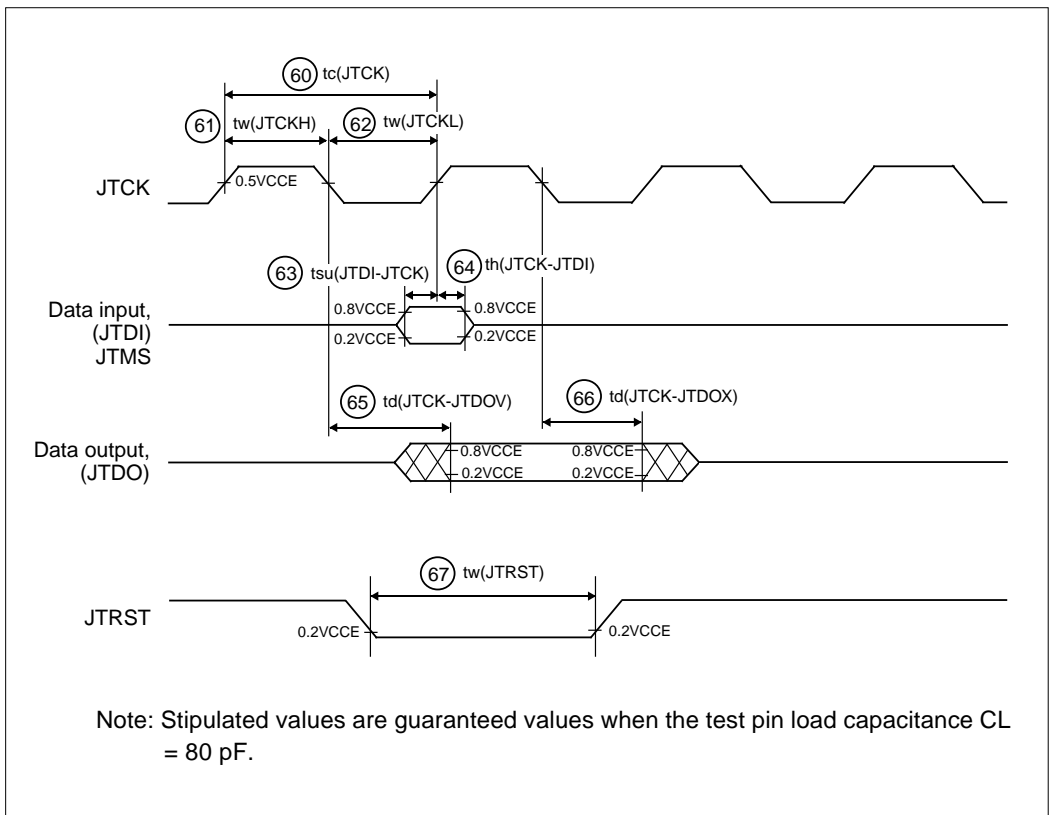 60 tc(JTCK)
61 tw(JTCKH) 62 tw(JTCKL)
JTCK
0.5VCCE
63 tsu(JTDI-JTCK) 64 th(JTCK-JTDI)
Data input,
(JTDI)
JTMS
0.8VCCE 0.8VCCE
0.2VCCE 0.2VCCE
65 td(JTCK-JTDOV) 66 td(JTCK-JTDOX)
Data output,
(JTDO)
0.8VCCE 0.8VCCE
0.2VCCE 0.2VCCE
67 tw(JTRST)
JTRST
0.2VCCE 0.2VCCE
Note: Stipulated values are guaranteed values when the test pin load capacitance CL
= 80 pF.